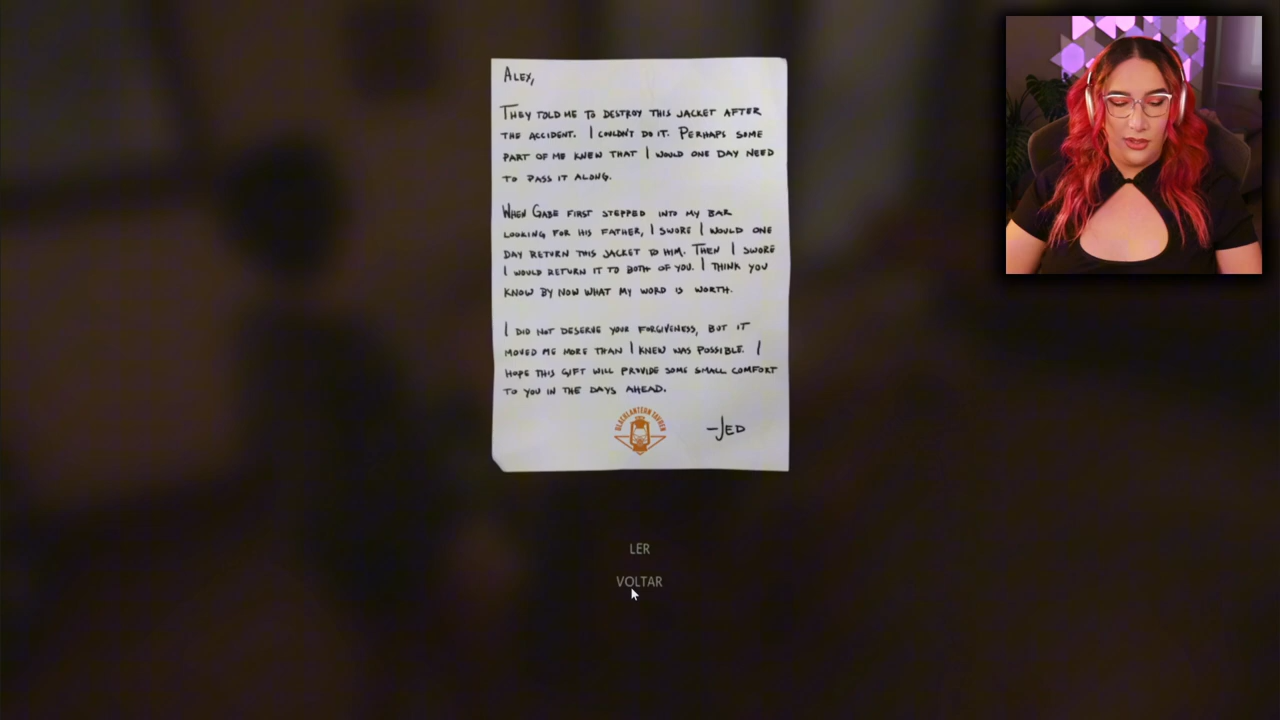 ALEX,
THEY TOLD ME TO DESTROY THIS JACKET AFTER
THE ACCIDENT. I COULDN'T DO IT. PERHAPS SOME
PART OF ME KNEW THAT I WOULD ONE DAY NEED
TO PASS IT ALONG.
WHEN GABE FIRST STEPPED INTO MY BAR
LOOKING FOR HIS FATHER, I SWORE I WOULD ONE
DAY RETURN THIS JACKET TO HIM. THEN I SWORE
I WOULD RETURN IT TO BOTH OF YOU. I THINK YOU
KNOW BY NOW WHAT MY WORD IS WORTH.
I DID NOT DESERVE YOUR FORGIVENESS, BUT IT
MOVED ME MORE THAN I KNEW WAS POSSIBLE. I
HOPE THIS GIFT WILL PROVIDE SOME SMALL COMFORT
TO YOU IN THE DAYS AHEAD.
BLACKLANTERN TAVERN
-JED
LER
VOLTAR